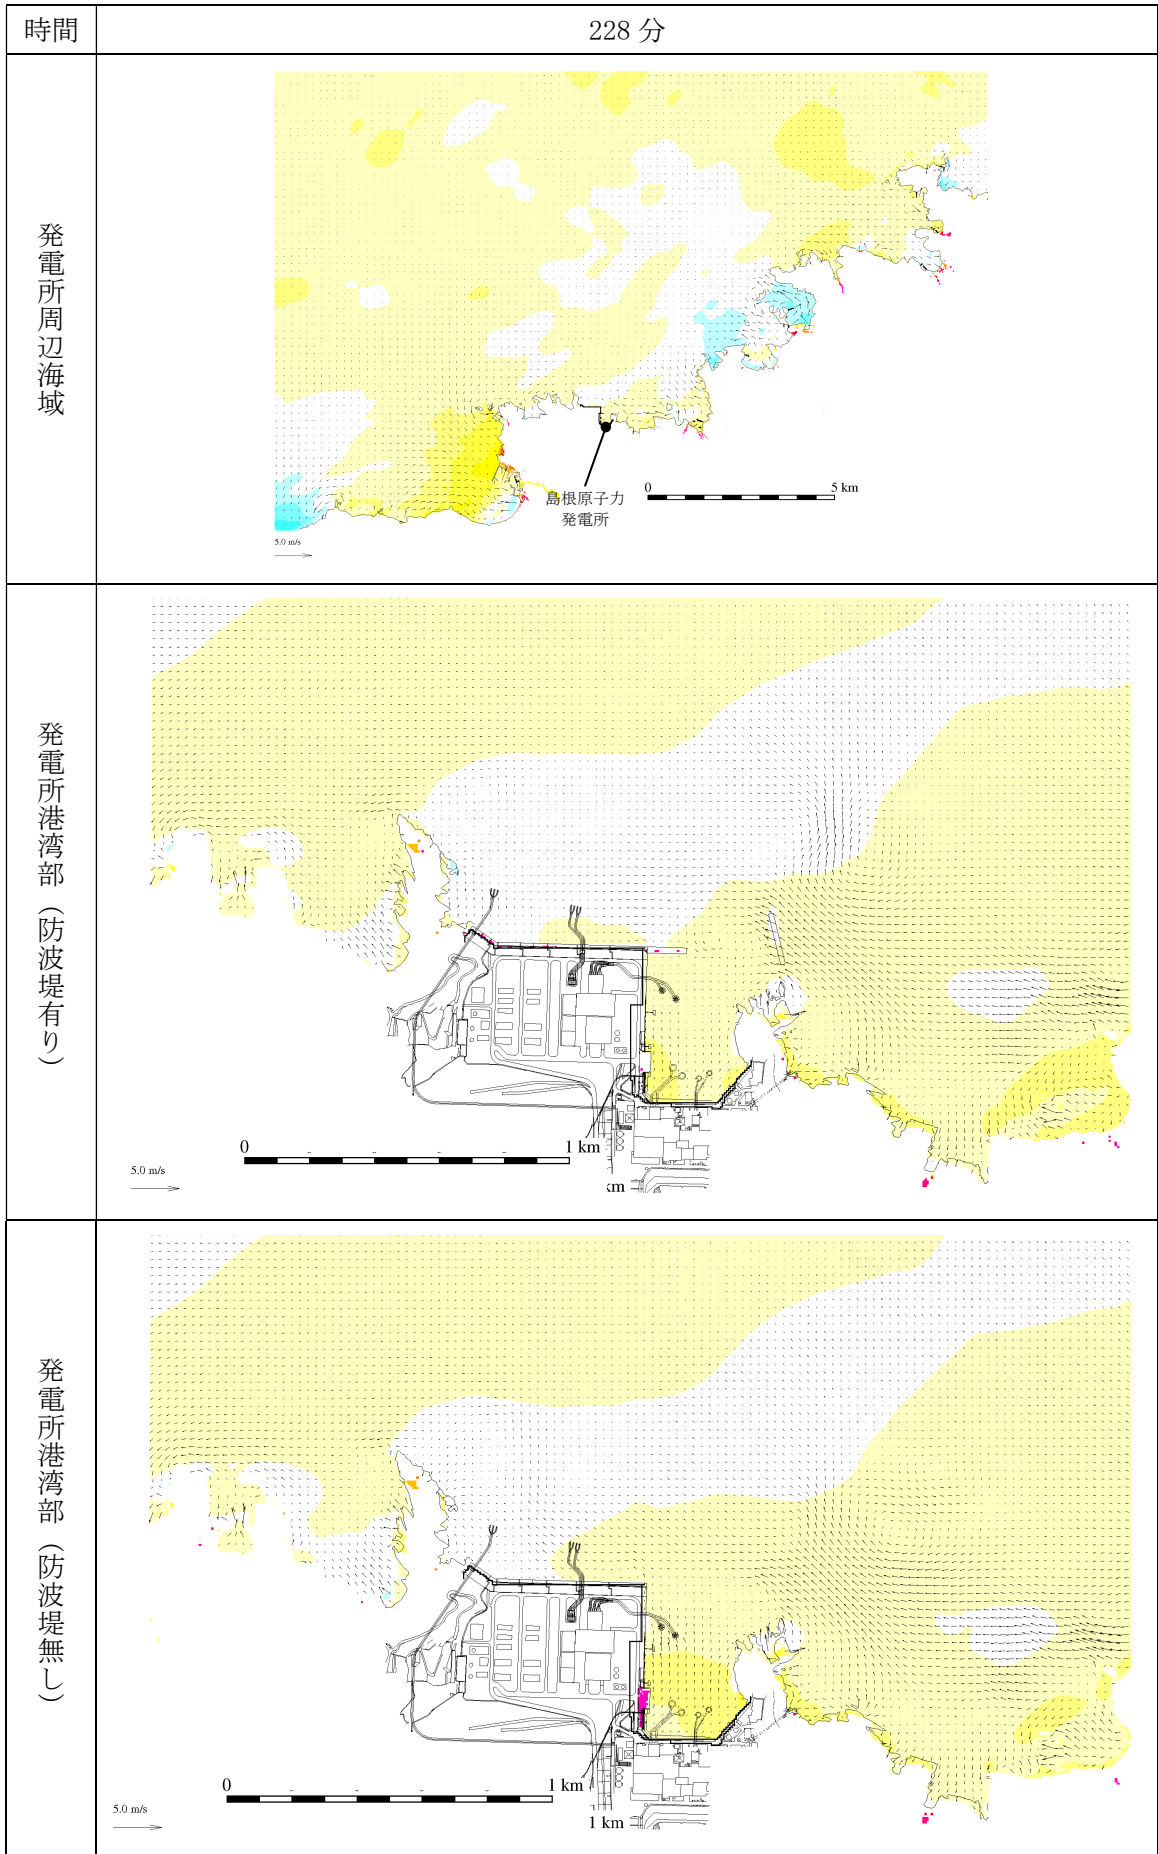 時間
228 分
発電所周辺海域
島根原子力
発電所
0
5 km
5.0 m/s
発電所港湾部（防波堤有り）
0
1 km
5.0 m/s
km
発電所港湾部（防波堤無し）
0
1 km
5.0 m/s
1 km